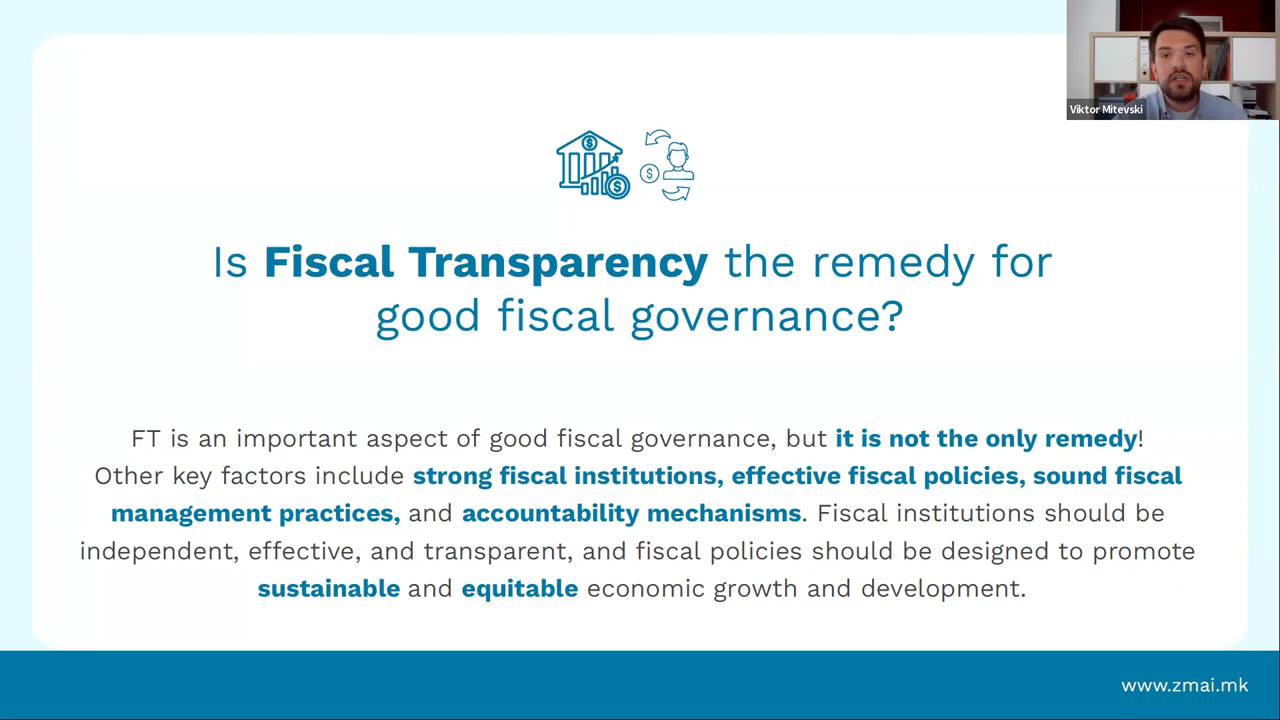 Viktor Mitevski
Is Fiscal Transparency the remedy for
good fiscal governance?
FT is an important aspect of good fiscal governance, but it is not the only remedy!
Other key factors include strong fiscal institutions, effective fiscal policies, sound fiscal
management practices, and accountability mechanisms. Fiscal institutions should be
independent, effective, and transparent, and fiscal policies should be designed to promote
sustainable and equitable economic growth and development.
www.zmai.mk